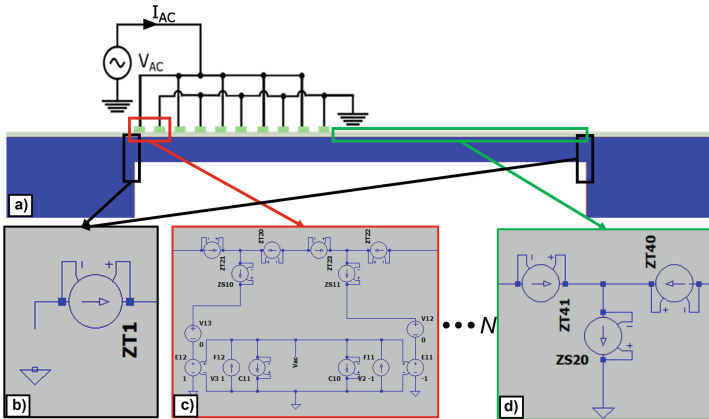 I_AC
V_AC
a)
ZT1
b)
ZT21
ZT20
ZT23
ZT22
ZS10
ZS11
V13
0
V12
0
E12
1
F12
V3 1
C11
Vac
C10
F11
V2 -1
E11
-1
c)
••• N
ZT41
ZT40
ZS20
d)